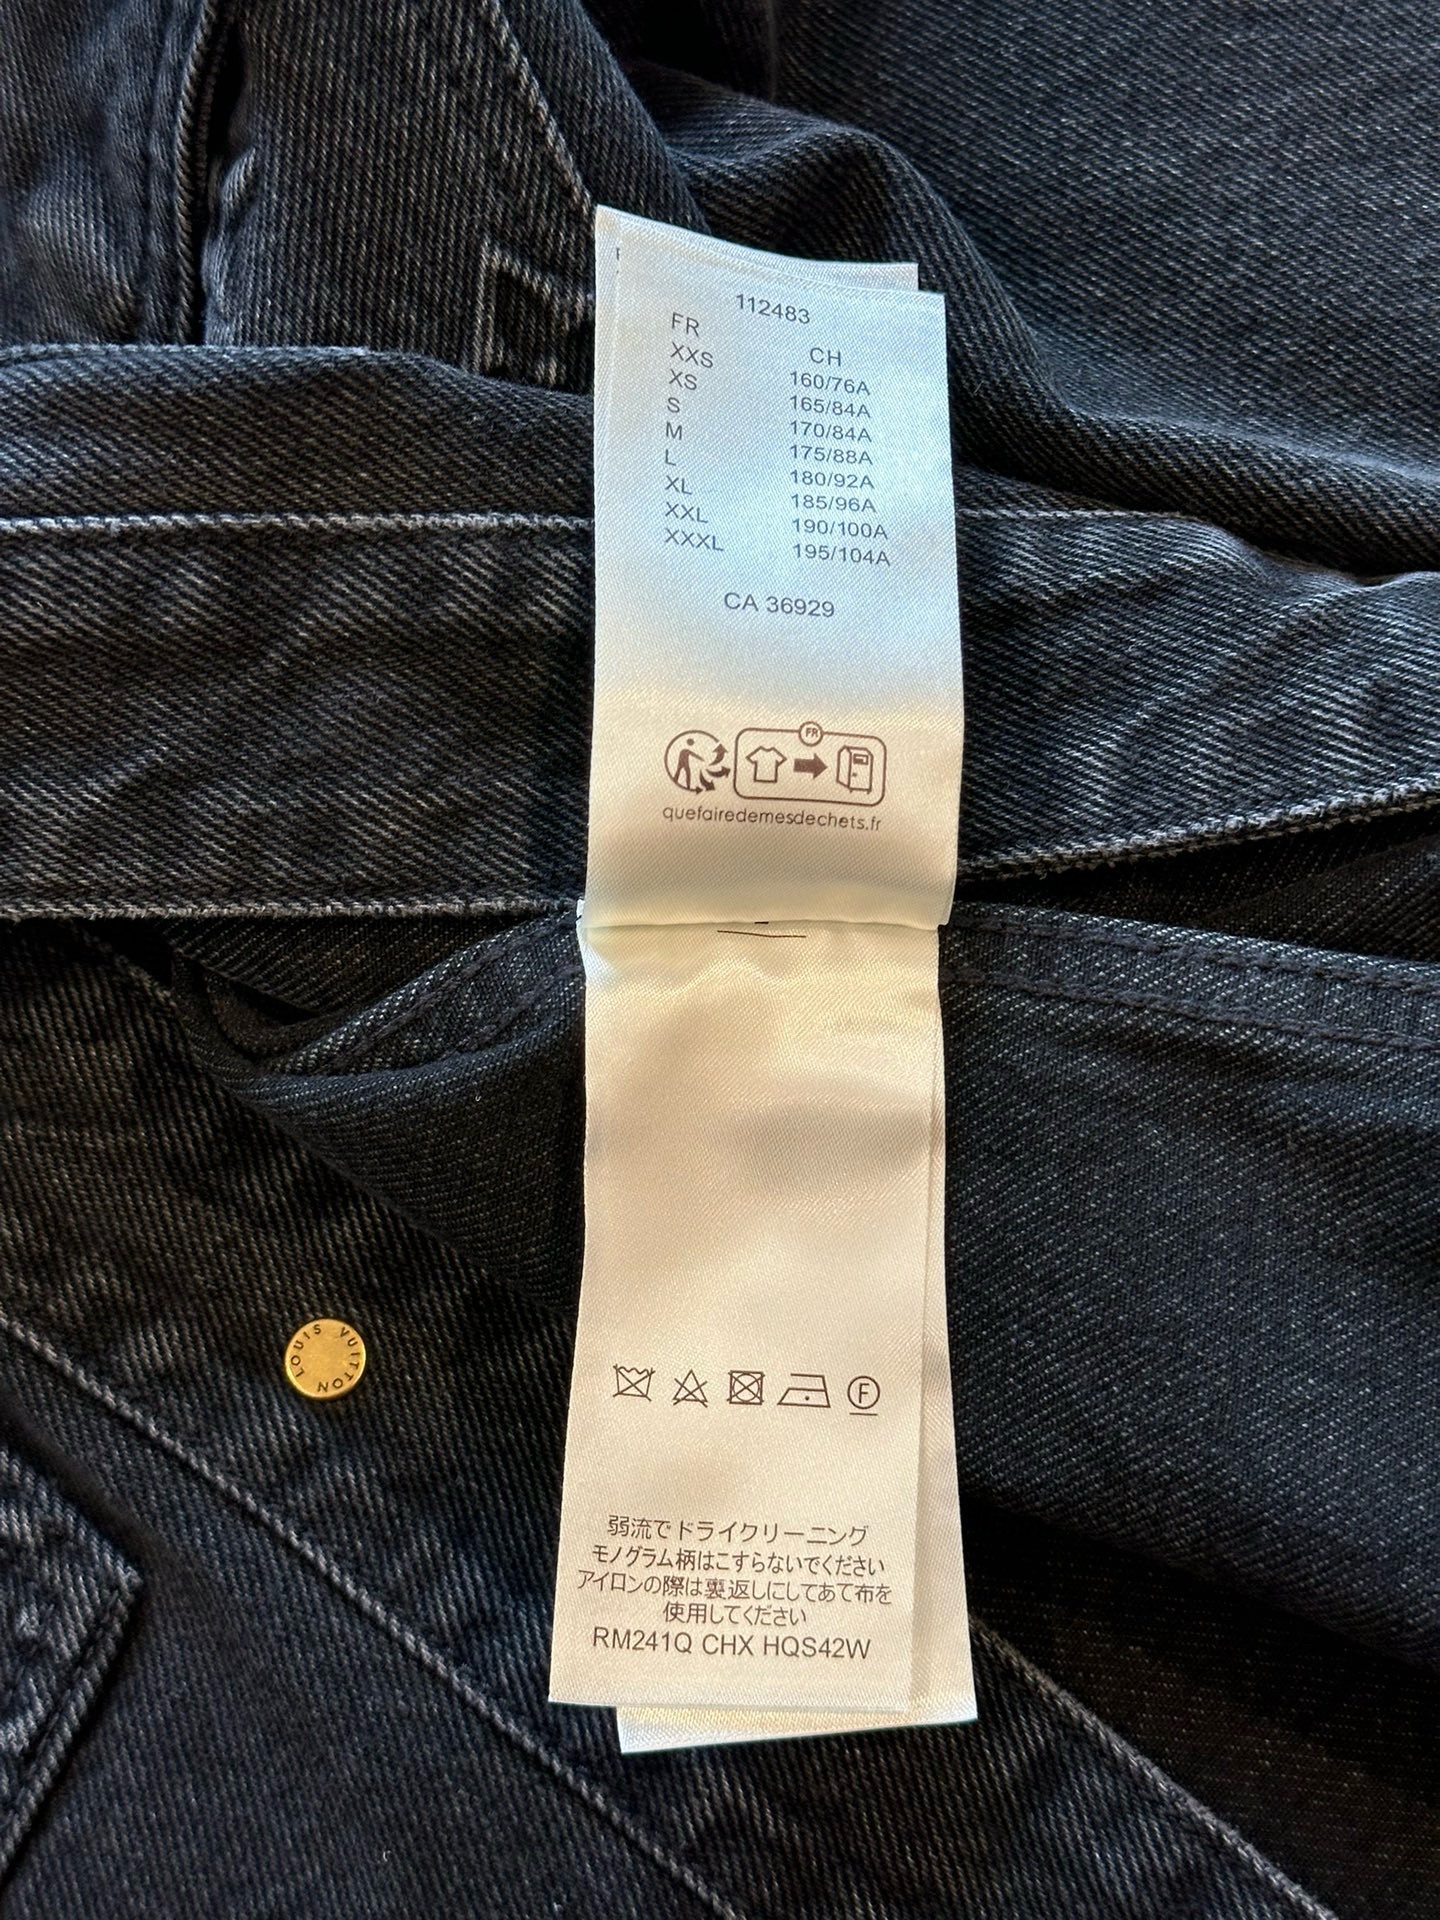 112483
FR CH
XXS 160/76A
XS 165/84A
S 170/84A
M 175/88A
L 180/92A
XL 185/96A
XXL 190/100A
XXXL 195/104A
CA 36929
FR
quefairedemesdechets.fr
LOUIS VUITTON
F
弱流でドライクリーニング
モノグラム柄はこすらないでください
アイロンの際は裏返しにしてあて布を
使用してください
RM241Q CHX HQS42W